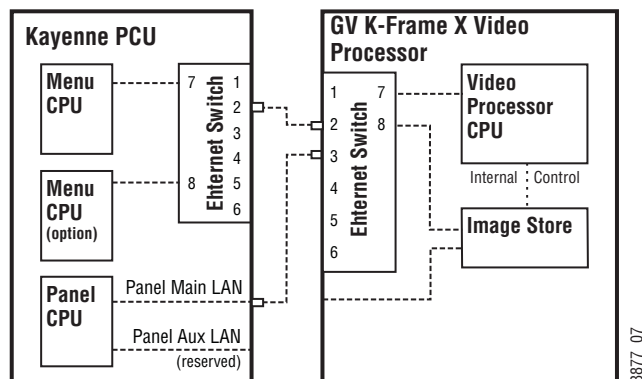 Kayenne PCU
Menu
CPU
Menu
CPU
(option)
Panel
CPU
7
8
Ehternet Switch
1
2
3
4
5
6
Panel Main LAN
Panel Aux LAN
(reserved)
GV K-Frame X Video
Processor
1
2
3
4
5
6
Ehternet Switch
7
8
Video
Processor
CPU
Internal Control
Image Store
8877_07